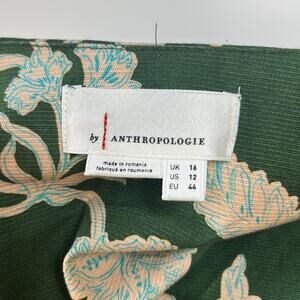 by ANTHROPOLOGIE
made in romania
fabriqué en roumanie
UK 16
US 12
EU 44